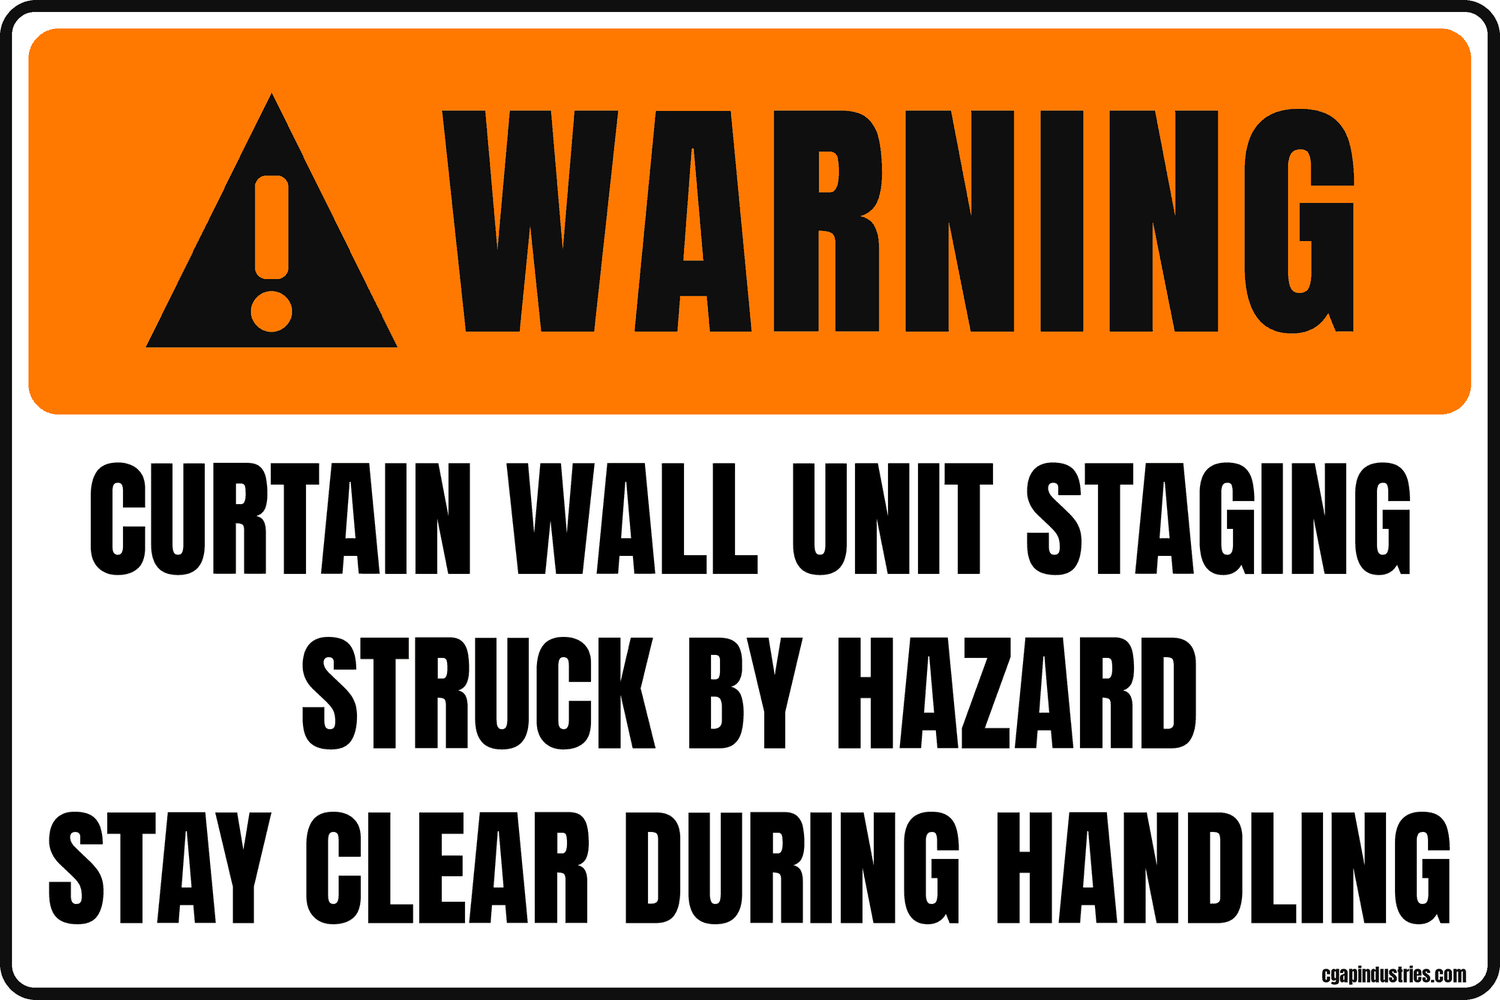 WARNING
CURTAIN WALL UNIT STAGING
STRUCK BY HAZARD
STAY CLEAR DURING HANDLING
cgapindustries.com